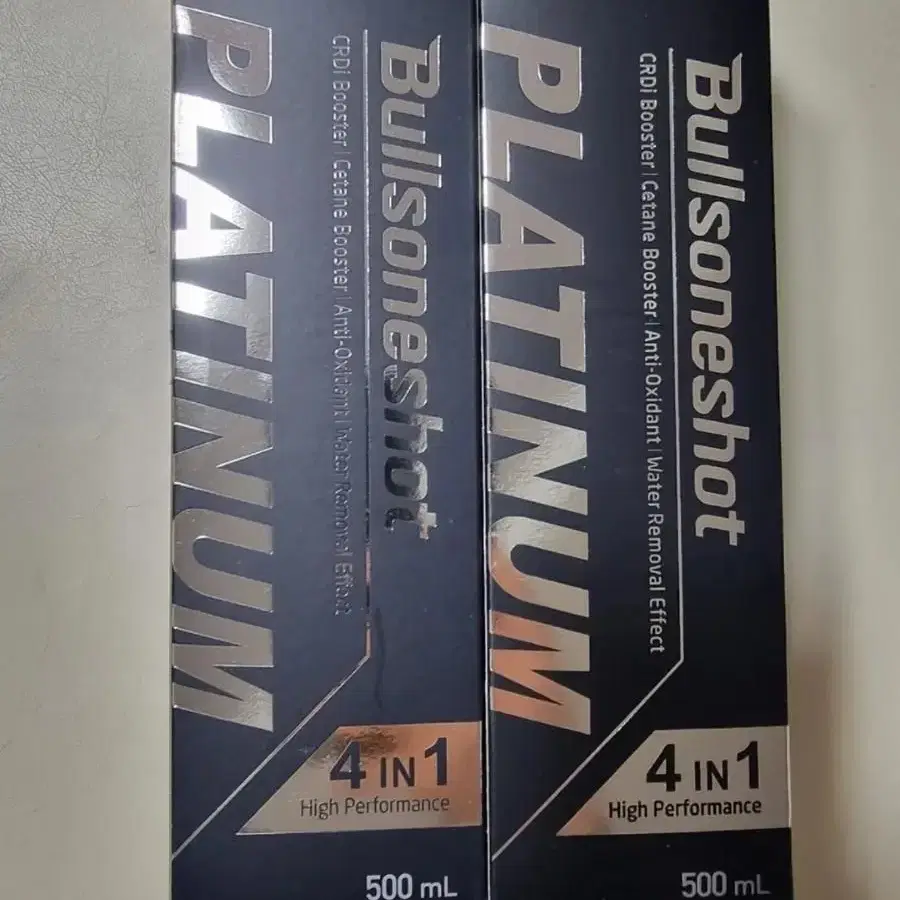 Bullsoneshot
CRDi Booster | Cetane Booster | Anti-Oxidant | Water Removal Effect
PLATINUM
4 IN 1
High Performance
500 mL
Bullsoneshot
CRDi Booster | Cetane Booster | Anti-Oxidant | Water Removal Effect
PLATINUM
4 IN 1
High Performance
500 mL